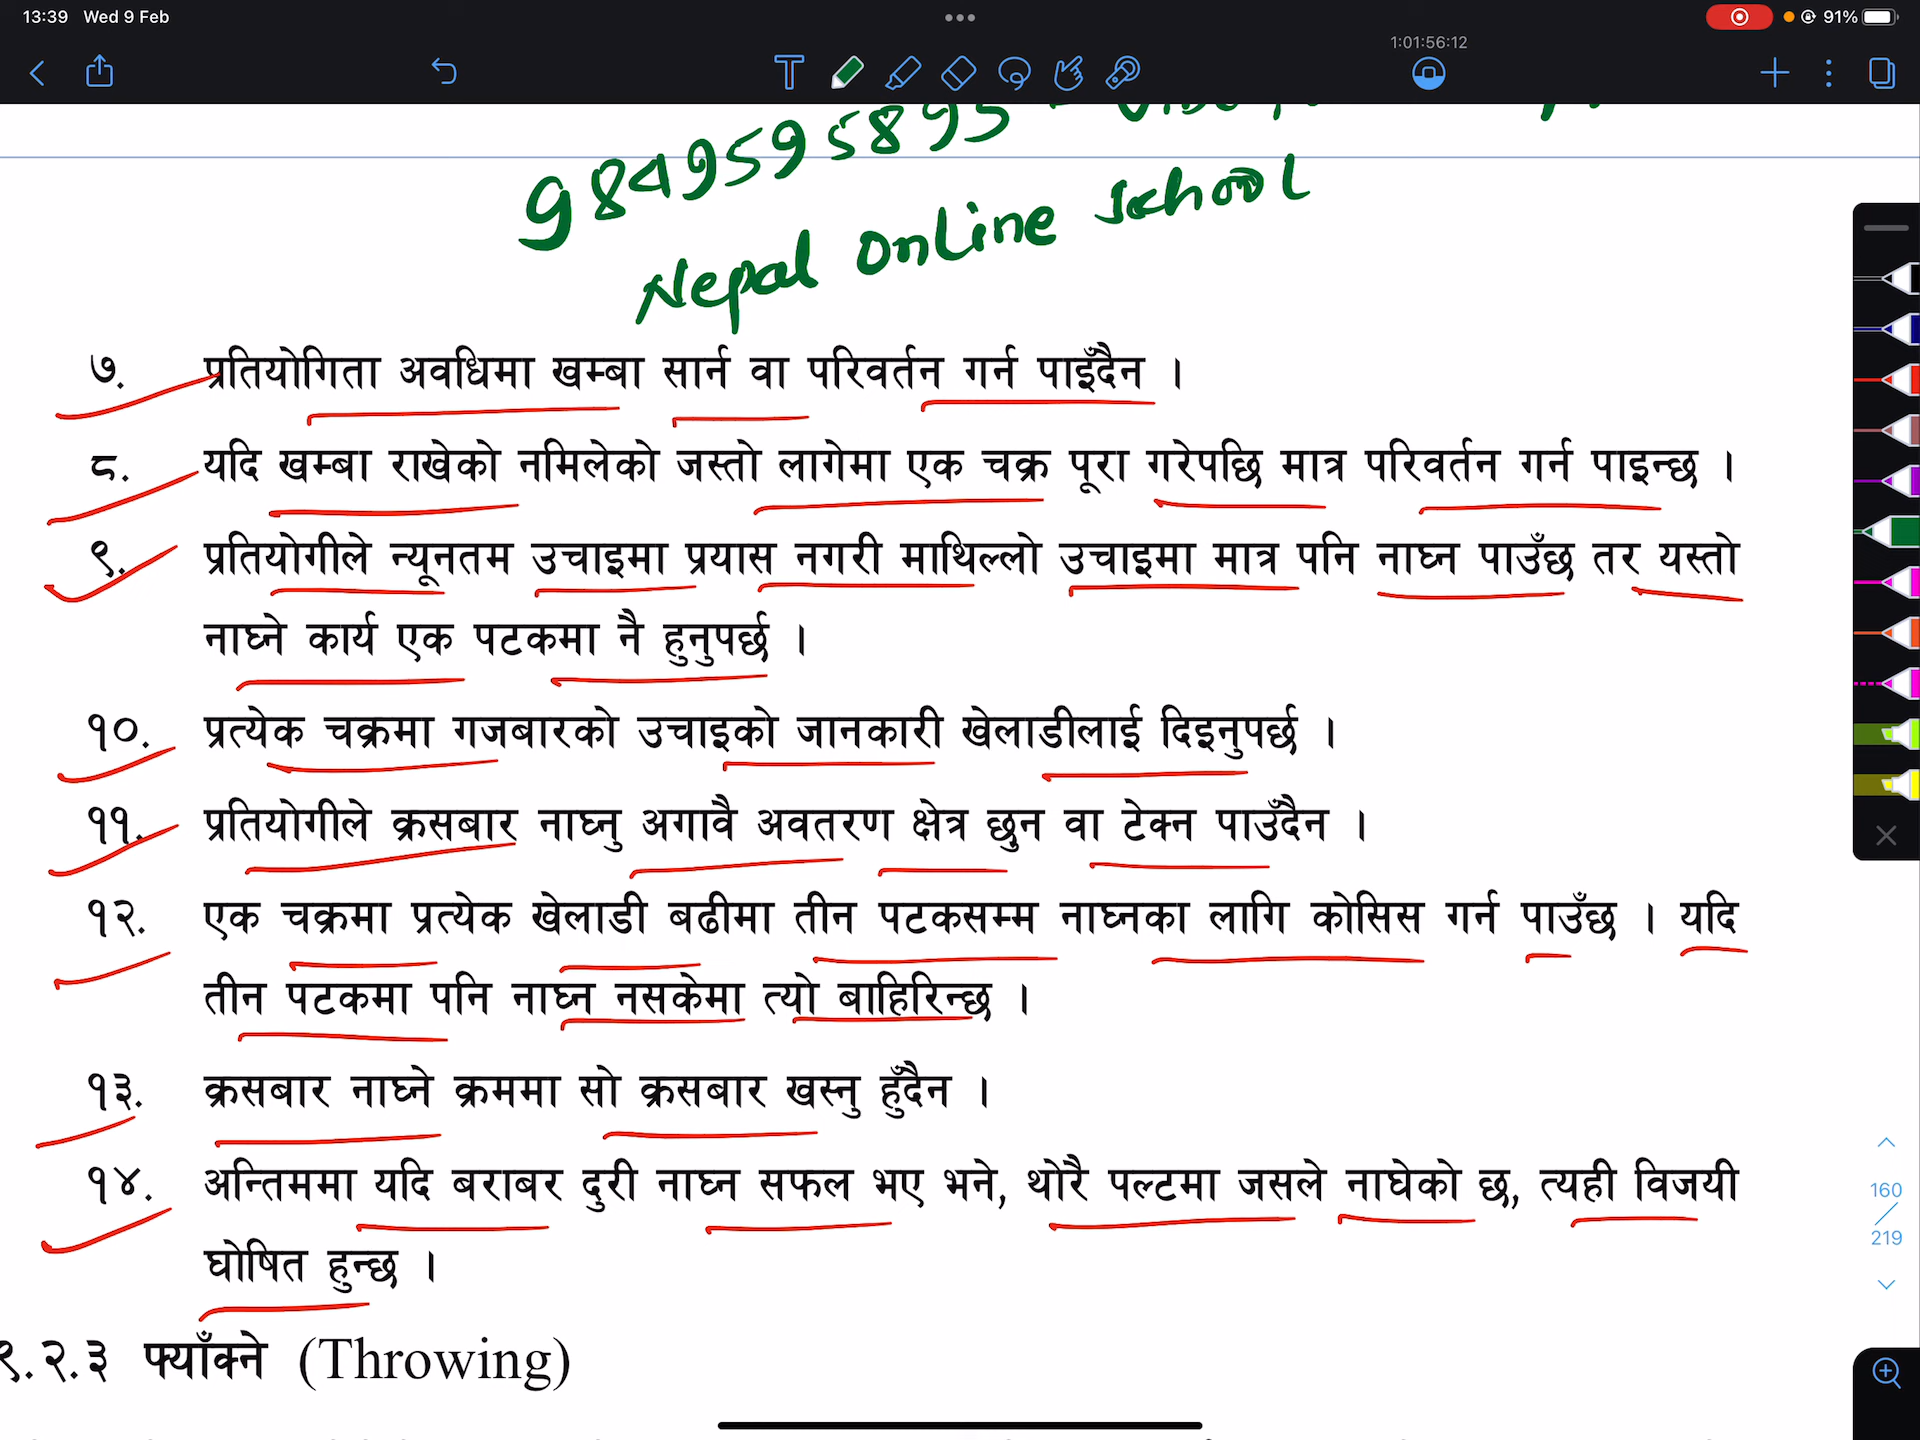 13:39 Wed 9 Feb
91%
1:01:56:12
9849595895 -
Nepal Online School
७. प्रतियोगिता अवधिमा खम्बा सार्न वा परिवर्तन गर्न पाइँदैन ।
८. यदि खम्बा राखेको नमिलेको जस्तो लागेमा एक चक्र पूरा गरेपछि मात्र परिवर्तन गर्न पाइन्छ ।
९. प्रतियोगीले न्यूनतम उचाइमा प्रयास नगरी माथिल्लो उचाइमा मात्र पनि नाघ्न पाउँछ तर यस्तो
नाघ्ने कार्य एक पटकमा नै हुनुपर्छ ।
१०. प्रत्येक चक्रमा गजबारको उचाइको जानकारी खेलाडीलाई दिइनुपर्छ ।
११. प्रतियोगीले क्रसबार नाघ्नु अगावै अवतरण क्षेत्र छुन वा टेक्न पाउँदैन ।
१२. एक चक्रमा प्रत्येक खेलाडी बढीमा तीन पटकसम्म नाघ्नका लागि कोसिस गर्न पाउँछ । यदि
तीन पटकमा पनि नाघ्न नसकेमा त्यो बाहिरिन्छ ।
१३. क्रसबार नाघ्ने क्रममा सो क्रसबार खस्नु हुँदैन ।
१४. अन्तिममा यदि बराबर दुरी नाघ्न सफल भए भने, थोरै पल्टमा जसले नाघेको छ, त्यही विजयी
घोषित हुन्छ ।
160
/
219
९.२.३ फ्याँक्ने (Throwing)